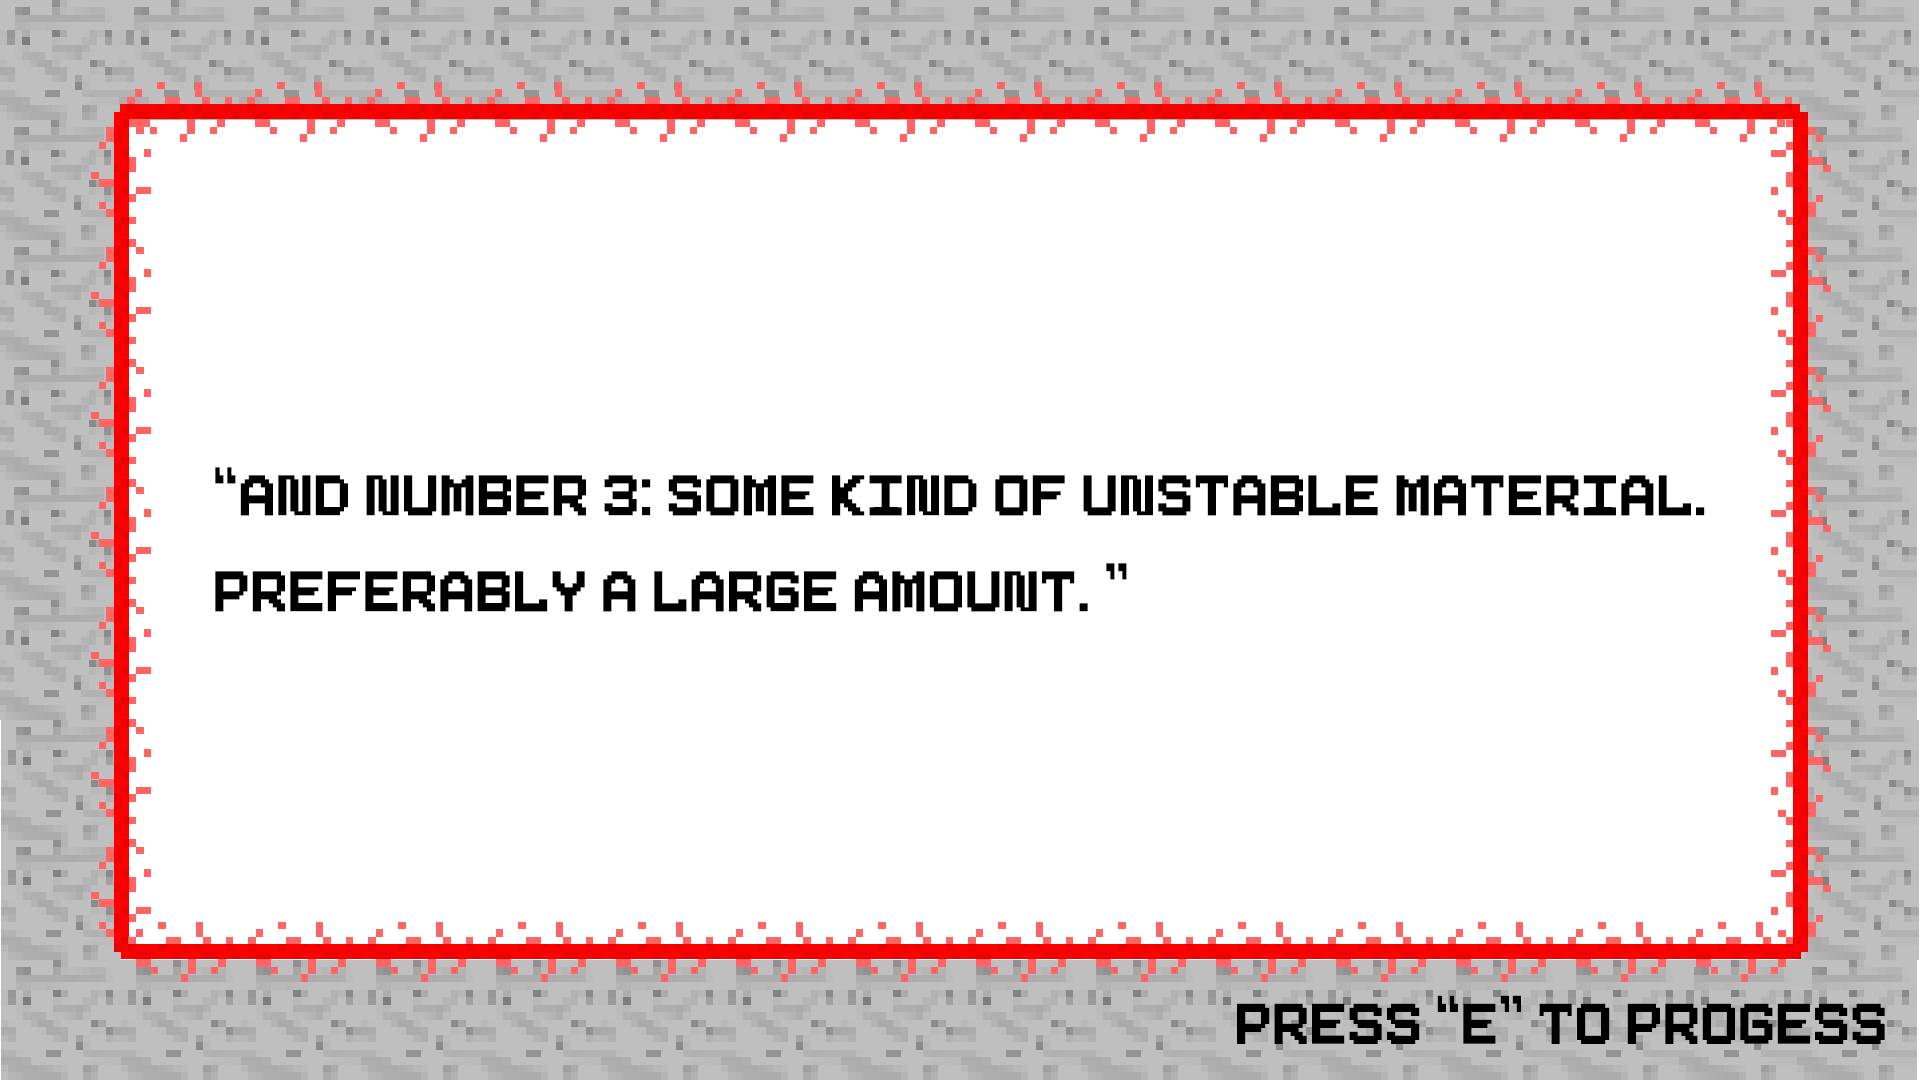 “AND NUMBER 3: SOME KIND OF UNSTABLE MATERIAL.
PREFERABLY A LARGE AMOUNT. ”
PRESS “E” TO PROGESS